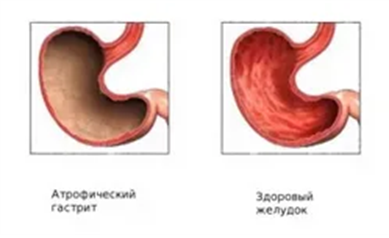 Атрофический
гастрит
Здоровый
желудок